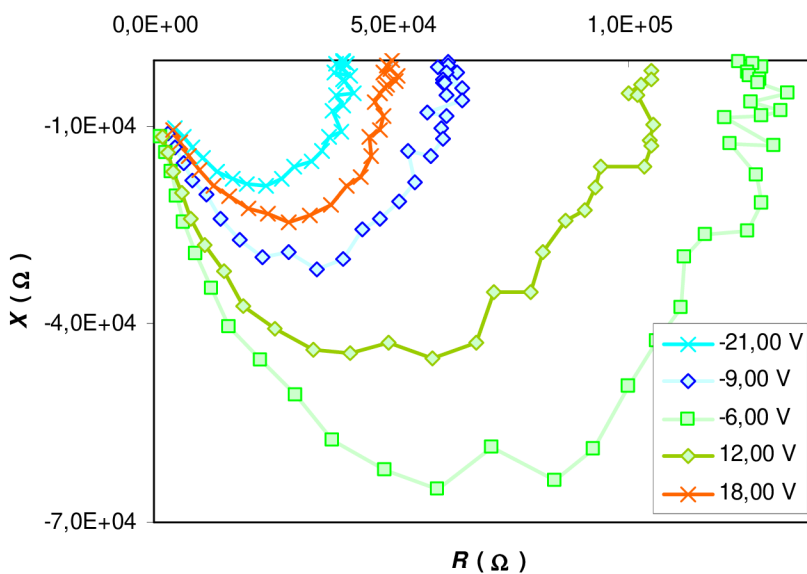 0,0E+00 5,0E+04 1,0E+05
-1,0E+04
-4,0E+04
-7,0E+04
X ( Ω )
R ( Ω )
-21,00 V
-9,00 V
-6,00 V
12,00 V
18,00 V